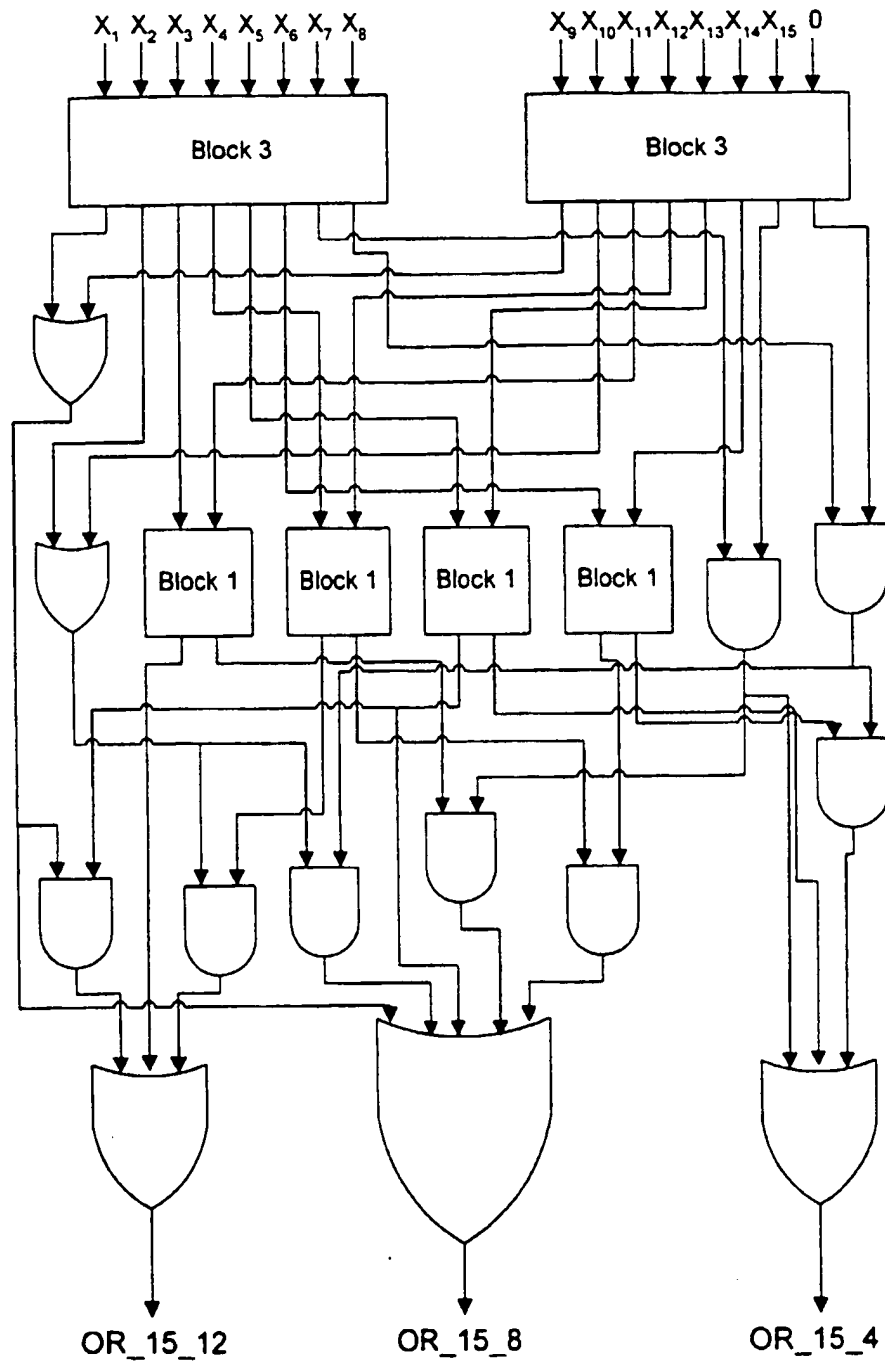 X₁ X₂ X₃ X₄ X₅ X₆ X₇ X₈ X₉ X₁₀ X₁₁ X₁₂ X₁₃ X₁₄ X₁₅ 0
Block 3 Block 3
Block 1 Block 1 Block 1 Block 1
OR_15_12 OR_15_8 OR_15_4